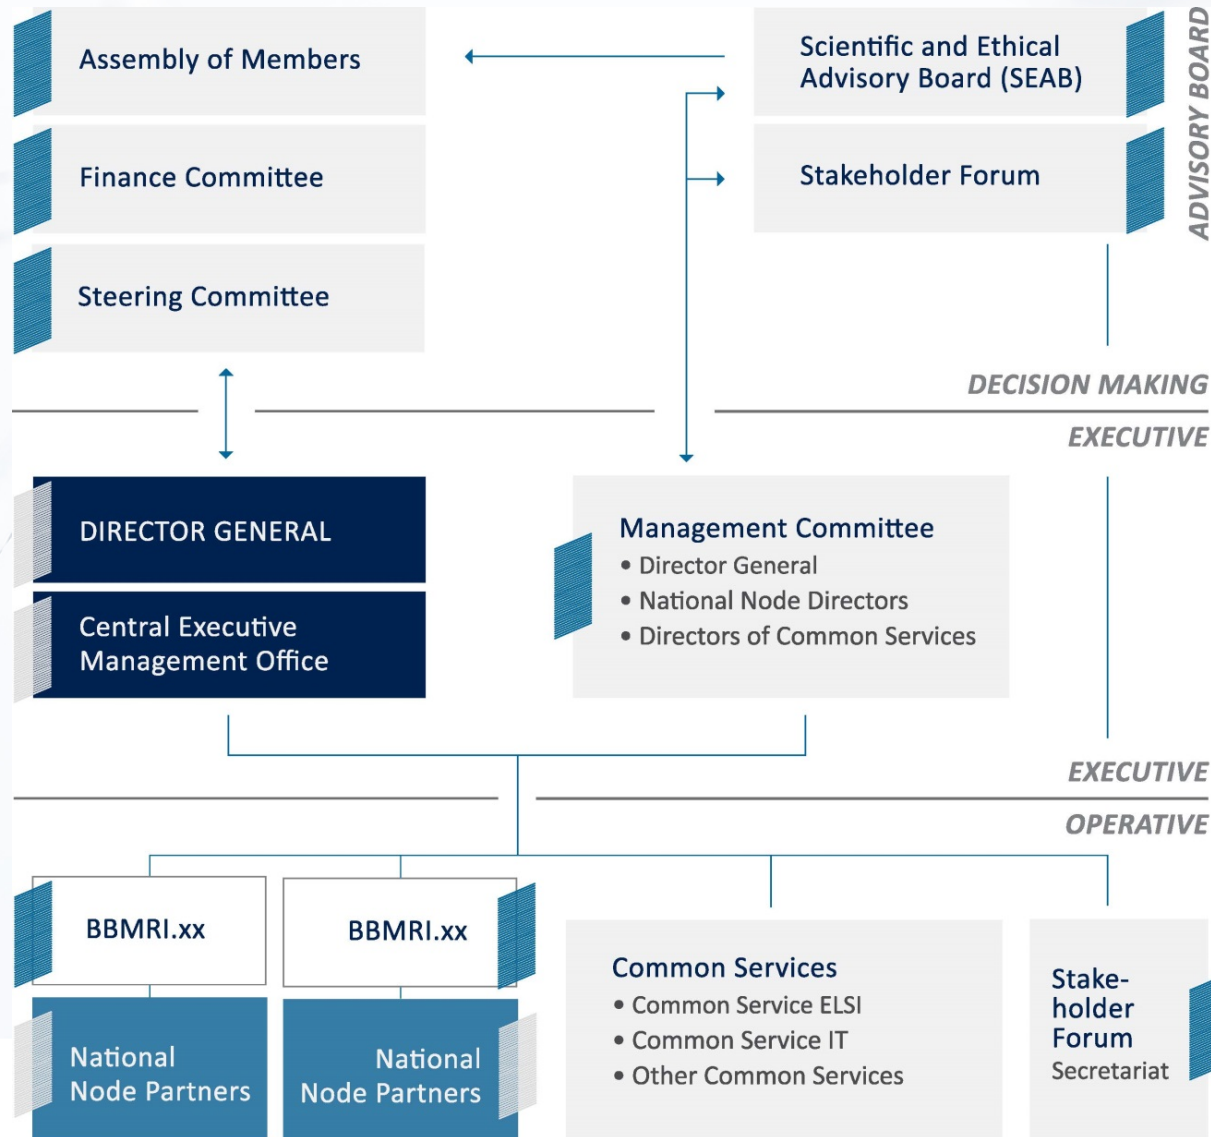 Assembly of Members
Finance Committee
Steering Committee
Scientific and Ethical
Advisory Board (SEAB)
Stakeholder Forum
ADVISORY BOARD
DECISION MAKING
EXECUTIVE
DIRECTOR GENERAL
Central Executive
Management Office
Management Committee
• Director General
• National Node Directors
• Directors of Common Services
EXECUTIVE
OPERATIVE
BBMRI.xx
National
Node Partners
BBMRI.xx
National
Node Partners
Common Services
• Common Service ELSI
• Common Service IT
• Other Common Services
Stake-
holder
Forum
Secretariat